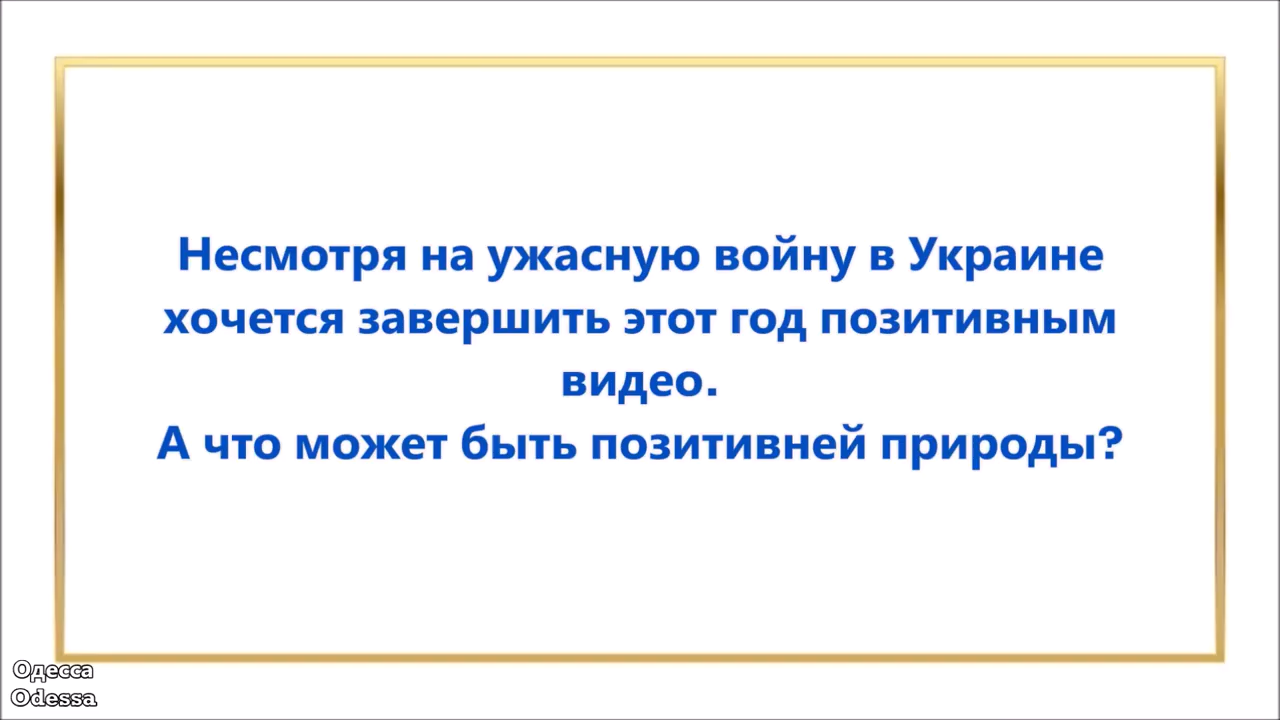 Несмотря на ужасную войну в Украине
хочется завершить этот год позитивным
видео.
А что может быть позитивней природы?
Одесса
Odessa